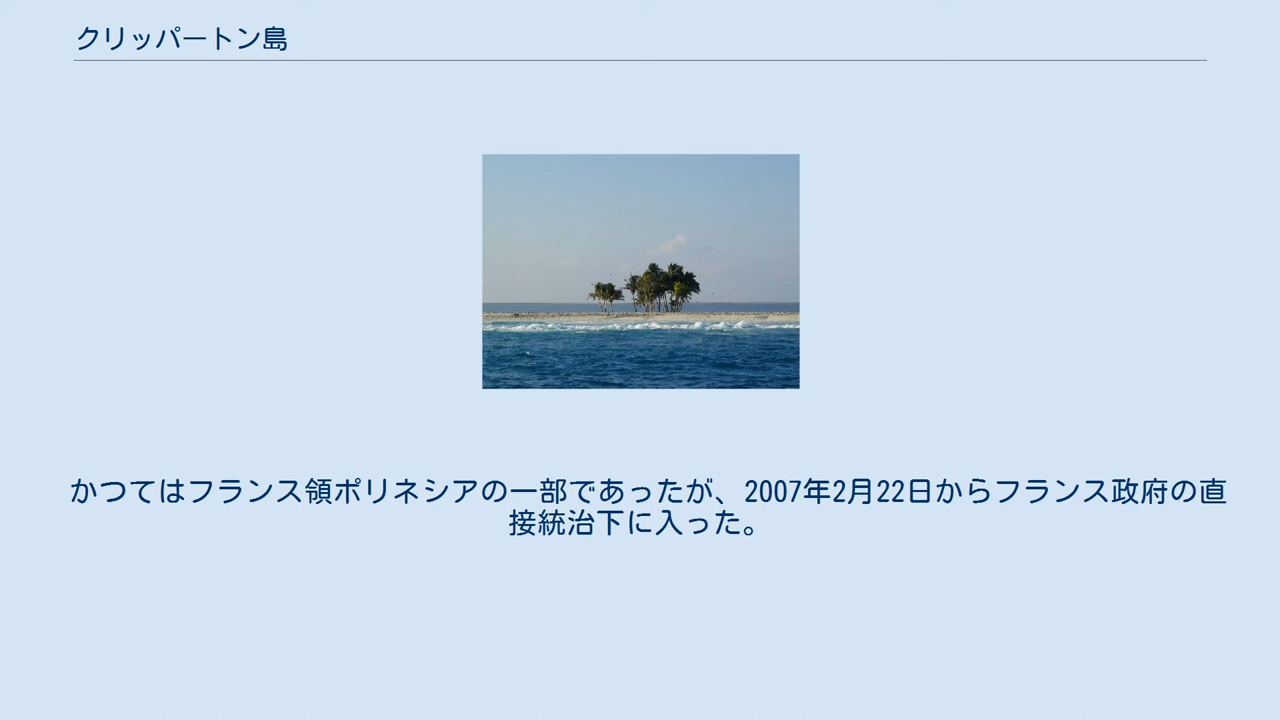 クリッパートン島
かつてはフランス領ポリネシアの一部であったが、2007年2月22日からフランス政府の直
接統治下に入った。